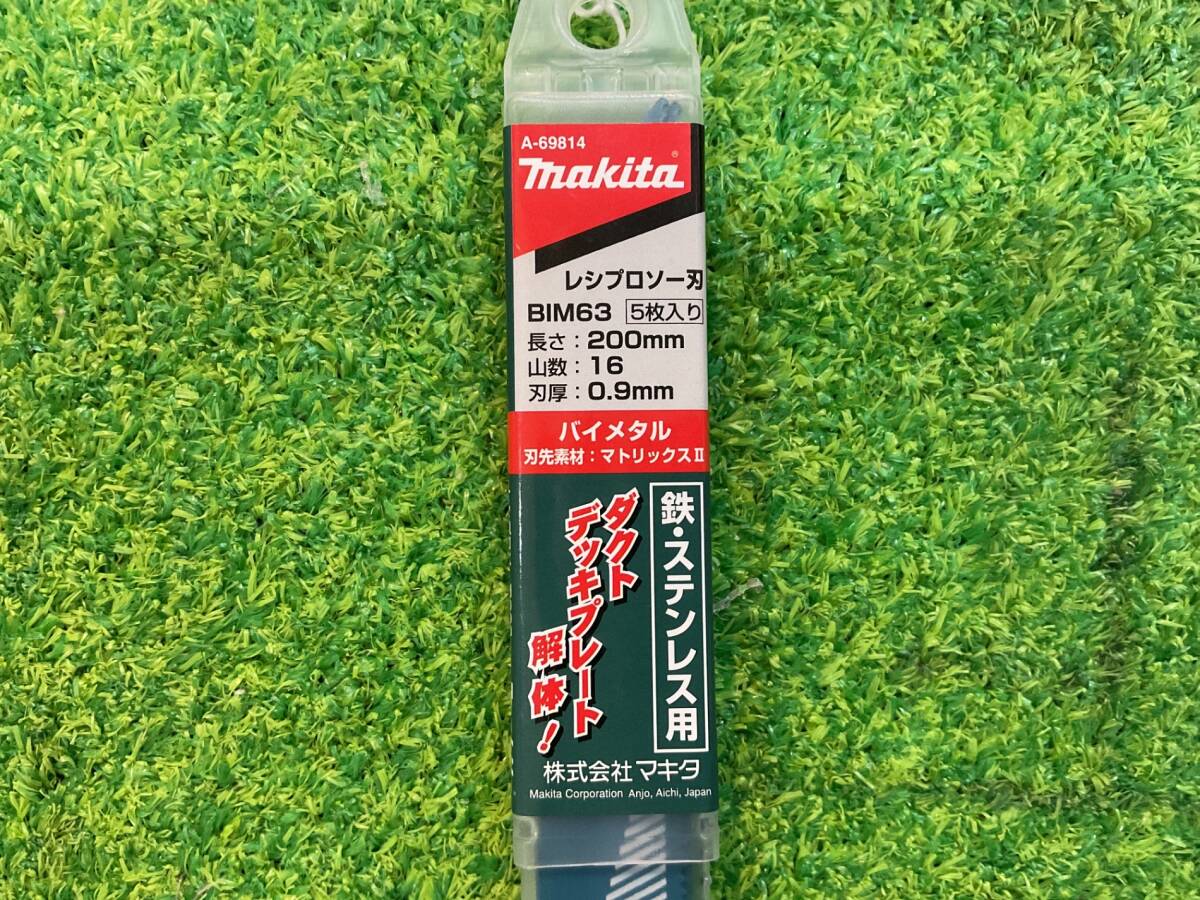 A-69814
makita®
レシプロソー刃
BIM63 5枚入り
長さ：200mm
山数：16
刃厚：0.9mm
バイメタル
刃先素材：マトリックスⅡ
鉄・ステンレス用
ダクト
デッキプレート
解体！
株式会社マキタ
Makita Corporation Anjo, Aichi, Japan